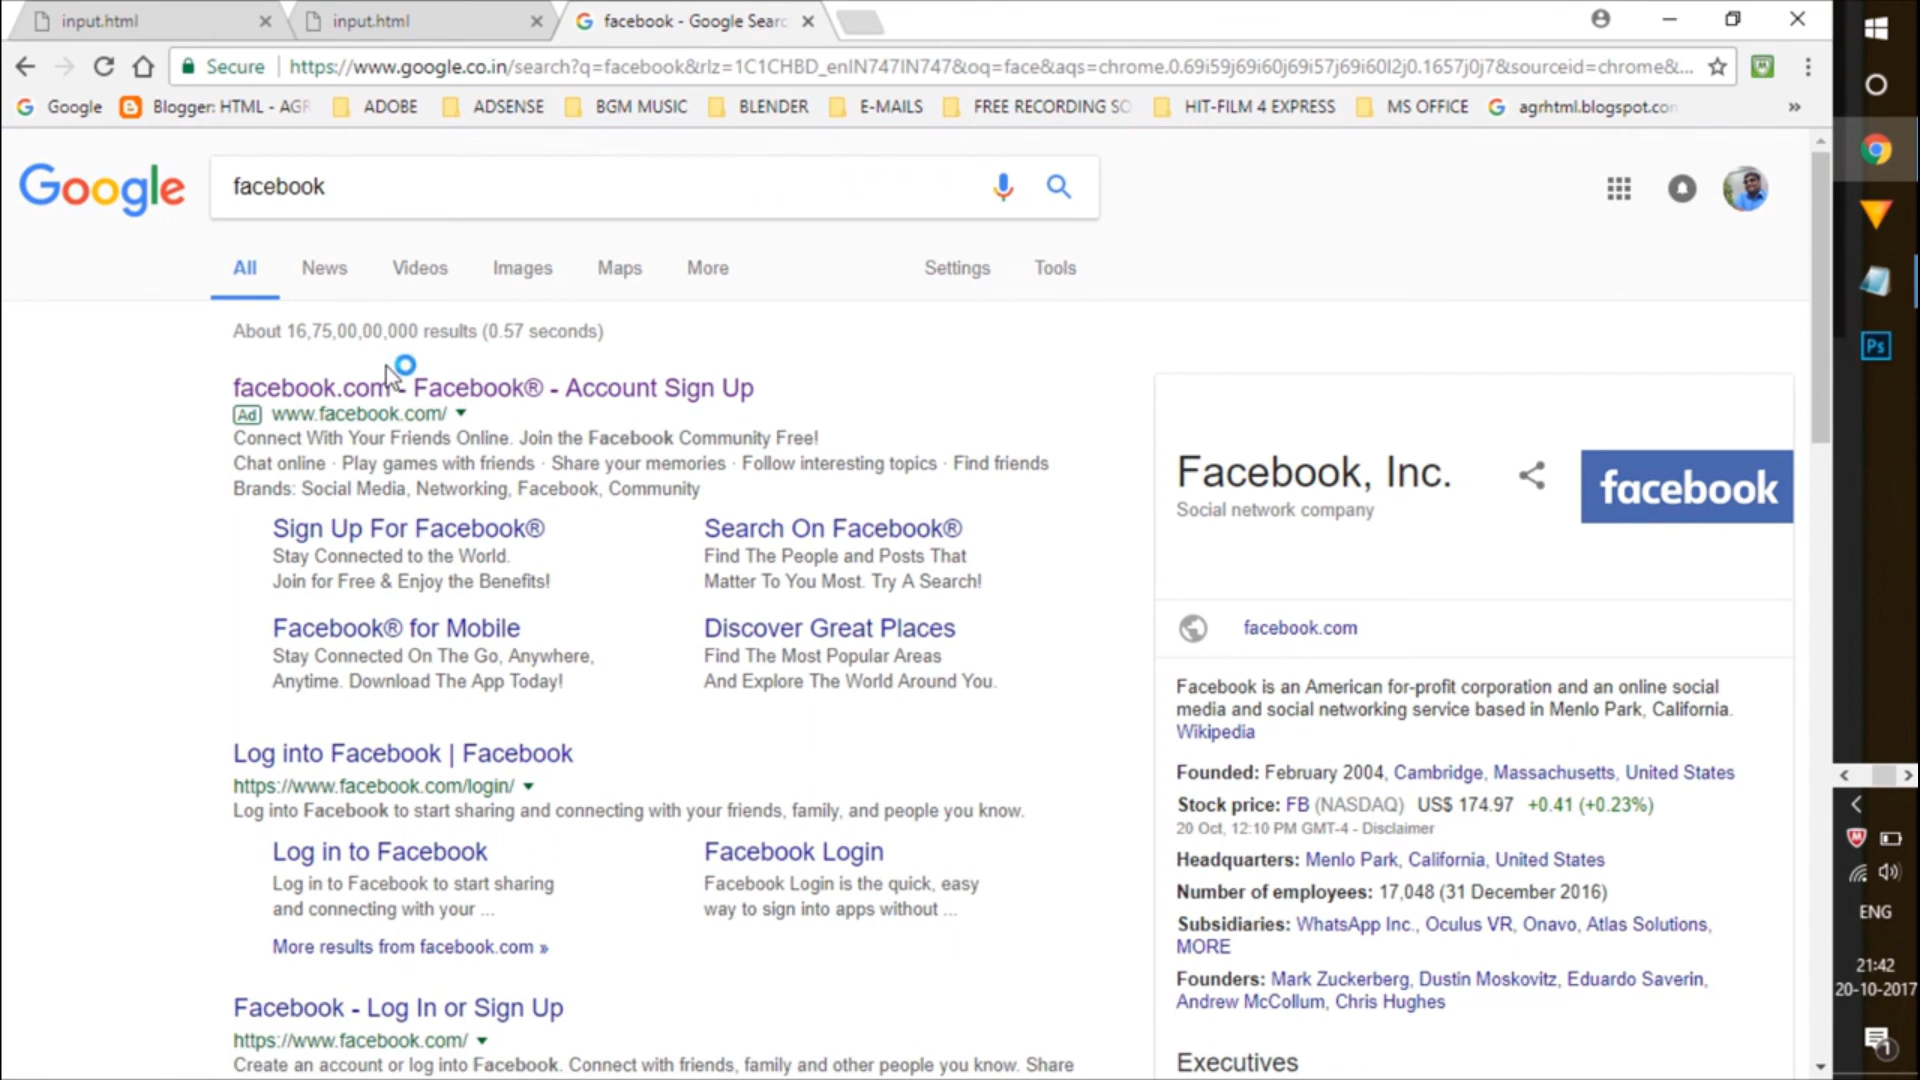 input.html
input.html
facebook - Google Searc
Secure
https://www.google.co.in/search?q=facebook&rlz=1C1CHBD_enIN747IN747&oq=face&aqs=chrome.0.69i59j69i60j69i57j69i60l2j0.1657j0j7&sourceid=chrome&...
Google
Blogger: HTML - AGR
ADOBE
ADSENSE
BGM MUSIC
BLENDER
E-MAILS
FREE RECORDING SO
HIT-FILM 4 EXPRESS
MS OFFICE
agrhtml.blogspot.con
»
Google
facebook
All
News
Videos
Images
Maps
More
Settings
Tools
About 16,75,00,00,000 results (0.57 seconds)
facebook.com - Facebook® - Account Sign Up
Ad www.facebook.com/
Connect With Your Friends Online. Join the Facebook Community Free!
Chat online · Play games with friends · Share your memories · Follow interesting topics · Find friends
Brands: Social Media, Networking, Facebook, Community
Sign Up For Facebook®
Stay Connected to the World.
Join for Free & Enjoy the Benefits!
Search On Facebook®
Find The People and Posts That
Matter To You Most. Try A Search!
Facebook® for Mobile
Stay Connected On The Go, Anywhere,
Anytime. Download The App Today!
Discover Great Places
Find The Most Popular Areas
And Explore The World Around You.
Log into Facebook | Facebook
https://www.facebook.com/login/
Log into Facebook to start sharing and connecting with your friends, family, and people you know.
Log in to Facebook
Log in to Facebook to start sharing
and connecting with your ...
Facebook Login
Facebook Login is the quick, easy
way to sign into apps without ...
More results from facebook.com »
Facebook - Log In or Sign Up
https://www.facebook.com/
Create an account or log into Facebook. Connect with friends, family and other people you know. Share
Facebook, Inc.
Social network company
facebook
facebook.com
Facebook is an American for-profit corporation and an online social
media and social networking service based in Menlo Park, California.
Wikipedia
Founded: February 2004, Cambridge, Massachusetts, United States
Stock price: FB (NASDAQ) US$ 174.97 +0.41 (+0.23%)
20 Oct, 12:10 PM GMT-4 - Disclaimer
Headquarters: Menlo Park, California, United States
Number of employees: 17,048 (31 December 2016)
Subsidiaries: WhatsApp Inc., Oculus VR, Onavo, Atlas Solutions,
MORE
Founders: Mark Zuckerberg, Dustin Moskovitz, Eduardo Saverin,
Andrew McCollum, Chris Hughes
Executives
Ps
ENG
21:42
20-10-2017
1